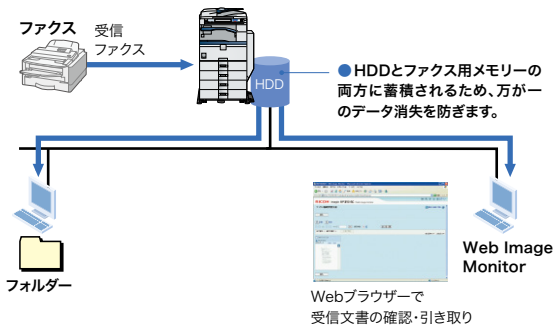 ファクス
受信
ファクス
HDD
●HDDとファクス用メモリーの
両方に蓄積されるため、万が一
のデータ消失を防ぎます。
フォルダー
Web Image
Monitor
Webブラウザーで
受信文書の確認・引き取り